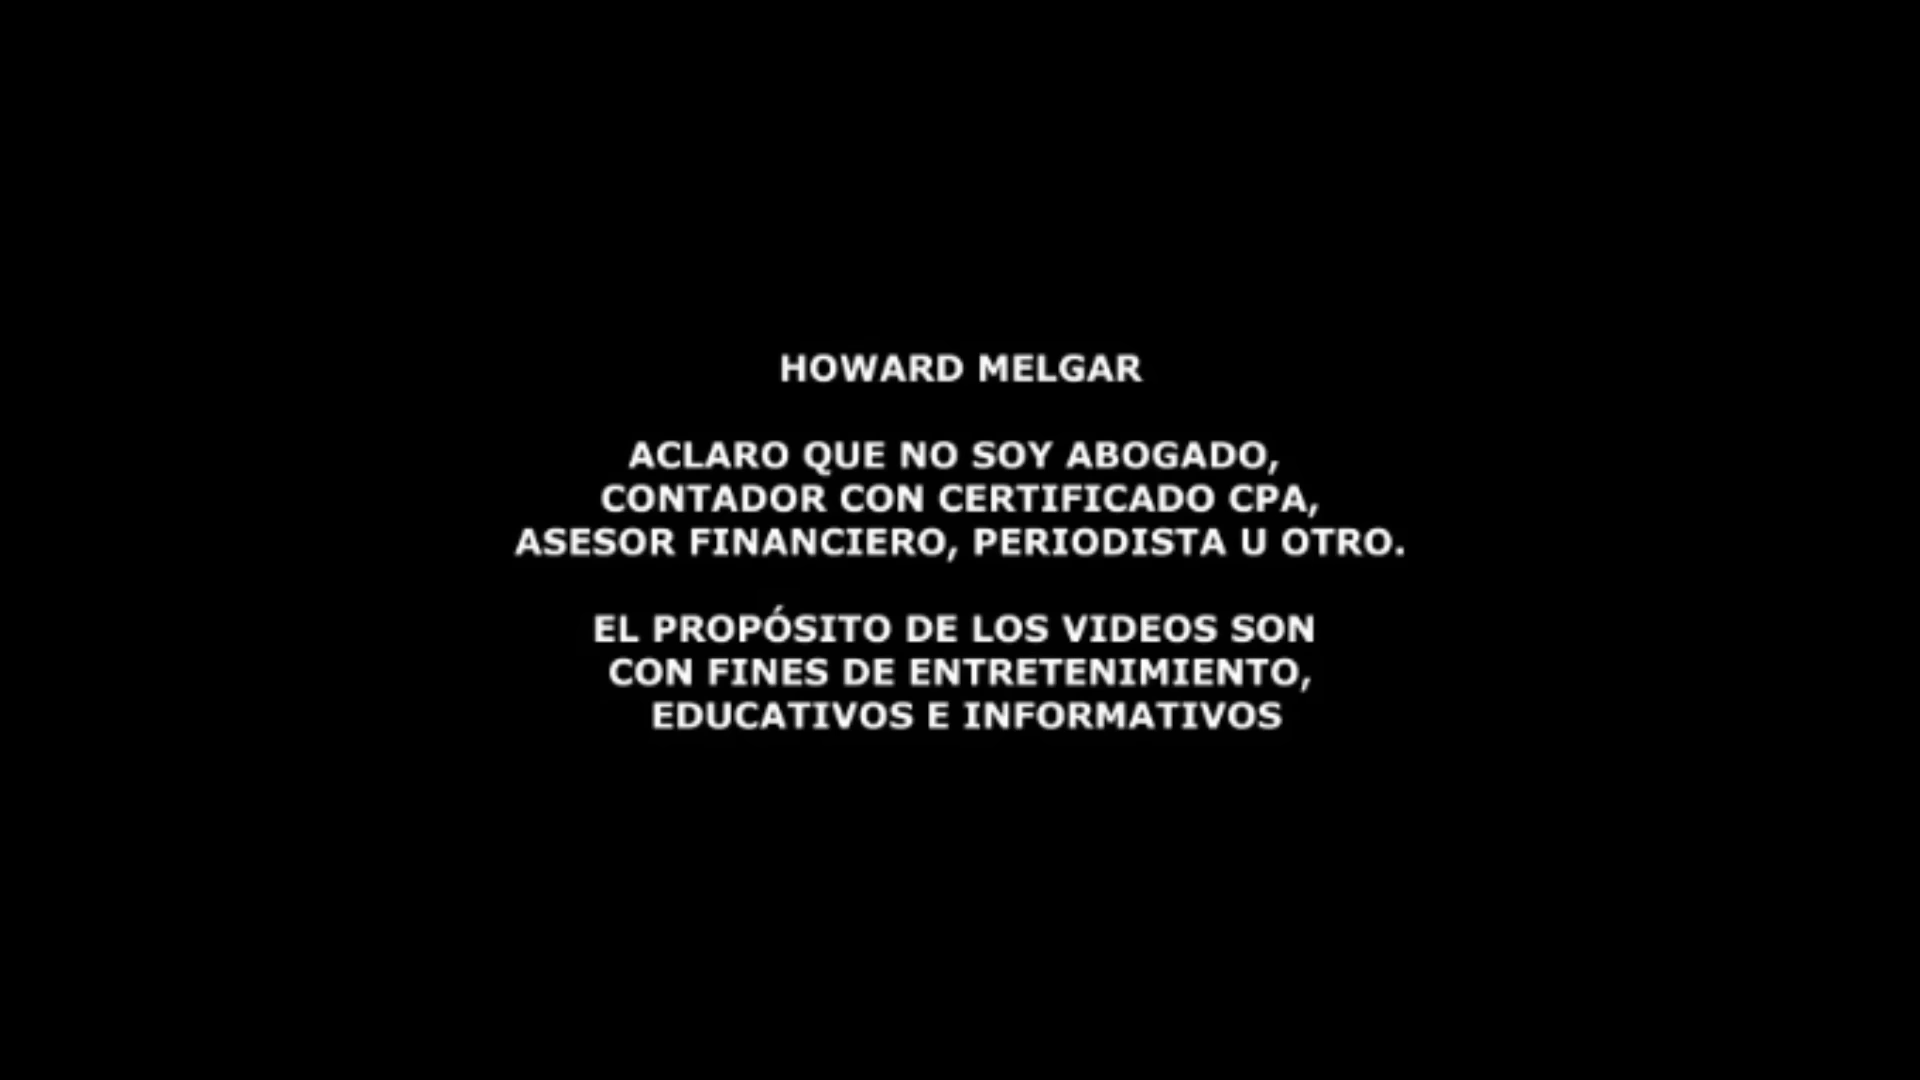 HOWARD MELGAR
ACLARO QUE NO SOY ABOGADO,
CONTADOR CON CERTIFICADO CPA,
ASESOR FINANCIERO, PERIODISTA U OTRO.
EL PROPÓSITO DE LOS VIDEOS SON
CON FINES DE ENTRETENIMIENTO,
EDUCATIVOS E INFORMATIVOS